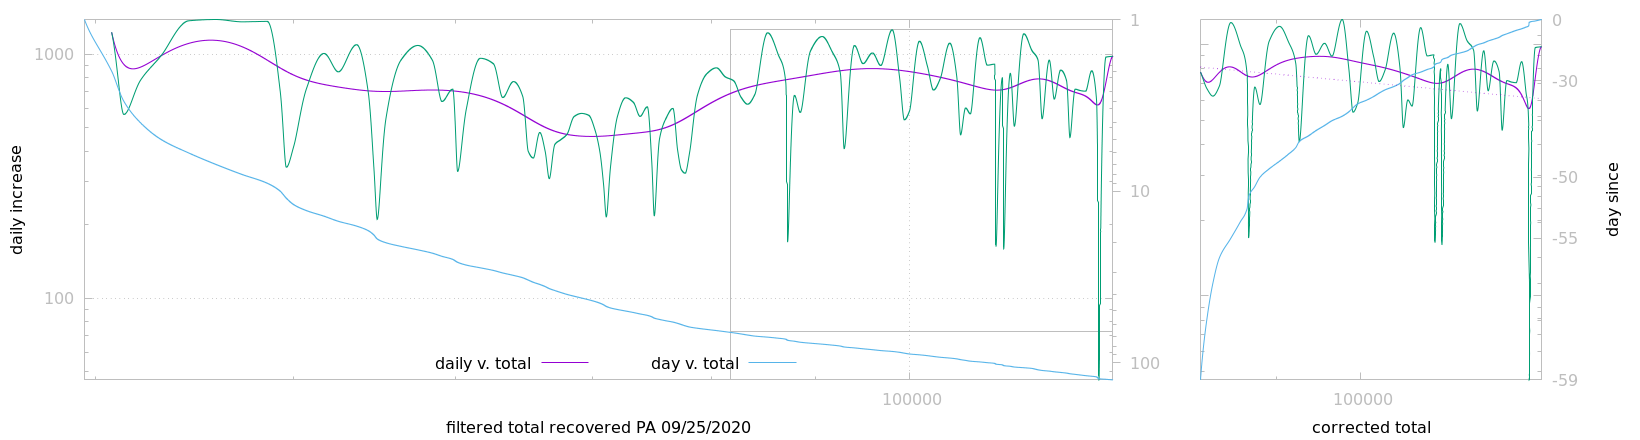 1000
100
daily increase
daily v. total
day v. total
1
10
100
100000
filtered total recovered PA 09/25/2020
0
-30
-50
-55
-59
day since
100000
corrected total